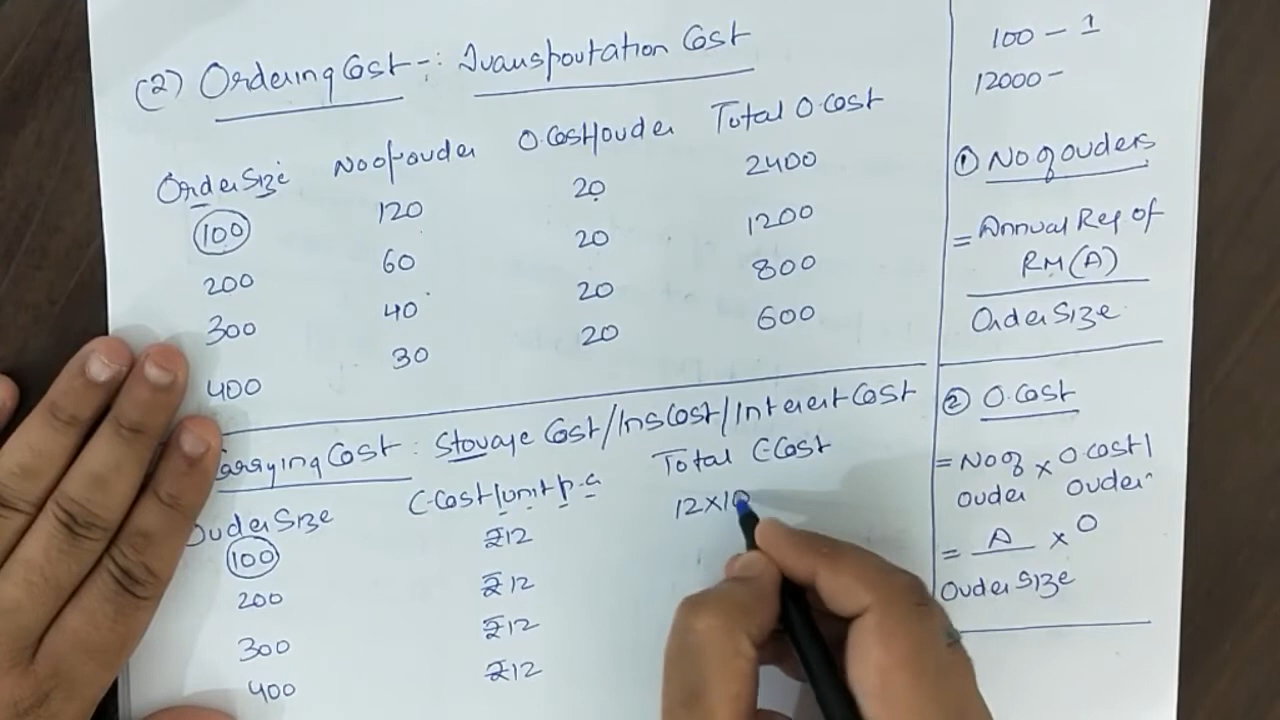 (2) Ordering Cost -: Transportation Cost
Order Size No of order O.Cost/order Total O.Cost
100 120 20 2400
200 60 20 1200
300 40 20 800
400 30 20 600
Carrying Cost : Storage Cost/Ins Cost/Interest Cost
Order Size C.Cost/unit p.a Total C.Cost
100 ₹12 12×10
200 ₹12
300 ₹12
400 ₹12
100 - 1
12000 -
① No of orders
= Annual Req of
RM(A)
Order Size
② O.Cost
= No of × O cost/
order order
= A × O
Order Size